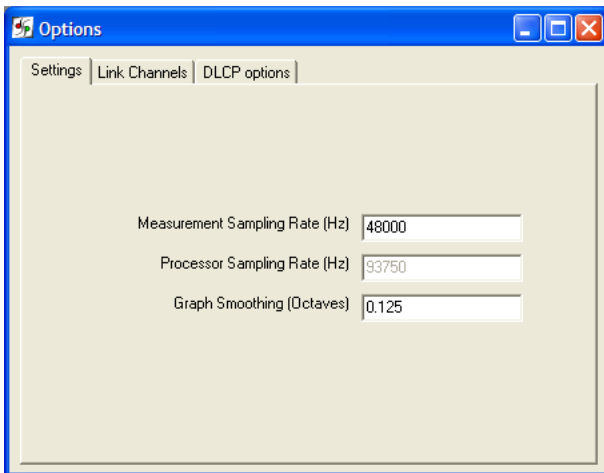 Options
Settings Link Channels DLCP options
Measurement Sampling Rate (Hz) 48000
Processor Sampling Rate (Hz) 93750
Graph Smoothing (Octaves) 0.125